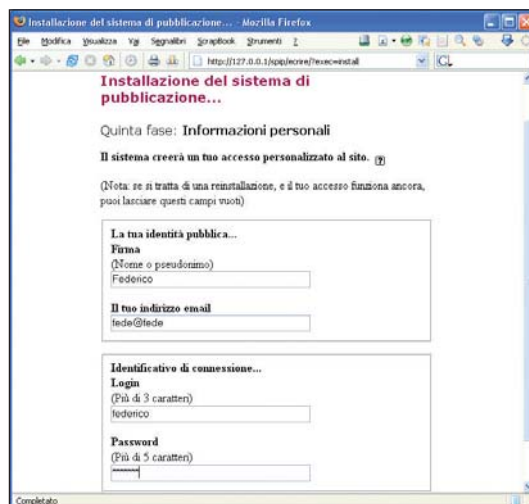 Installazione del sistema di pubblicazione... - Mozilla Firefox
File Modifica Visualizza Vai Segnalibri ScrapBook Strumenti ?
http://127.0.0.1/spip/ecrire/?exec=install
Installazione del sistema di
pubblicazione...
Quinta fase: Informazioni personali
Il sistema creerà un tuo accesso personalizzato al sito. ?
(Nota: se si tratta di una reinstallazione, e il tuo accesso funziona ancora,
puoi lasciare questi campi vuoti)
La tua identità pubblica...
Firma
(Nome o pseudonimo)
Federico
Il tuo indirizzo email
fede@fede
Identificativo di connessione...
Login
(Più di 3 caratteri)
federico
Password
(Più di 5 caratteri)
Completato